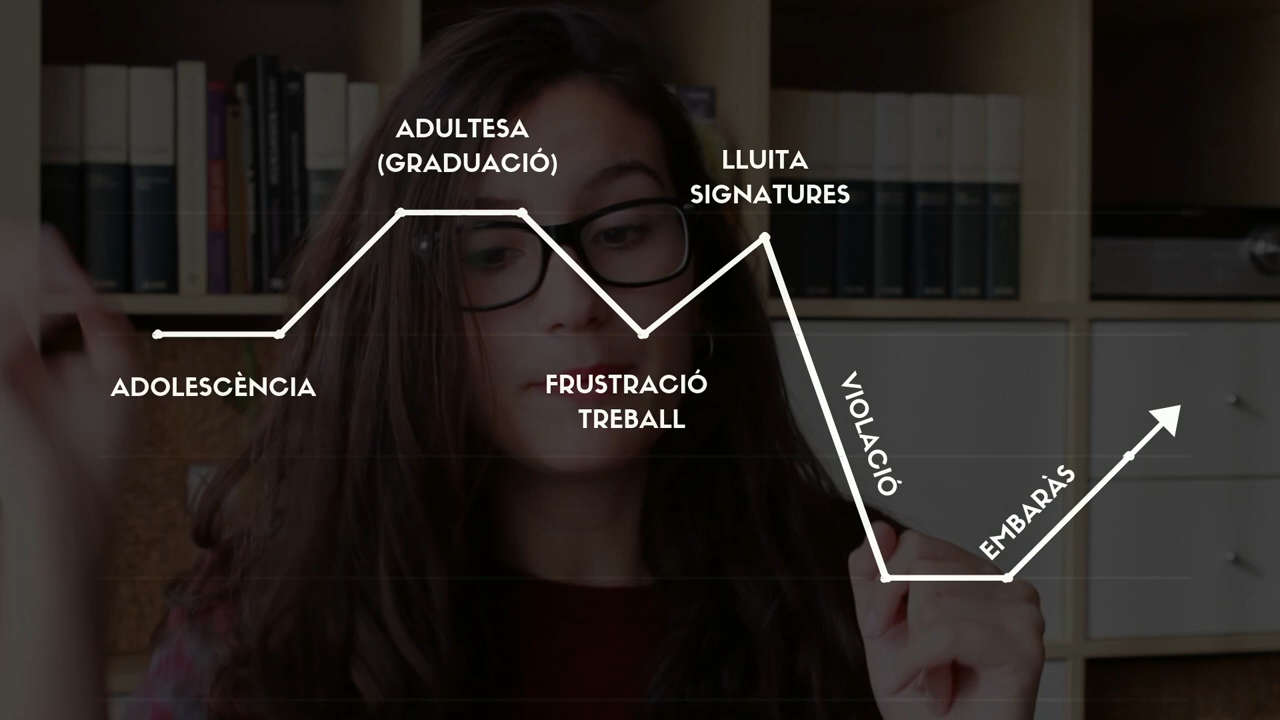 ADULTESA
(GRADUACIÓ)
LLUITA
SIGNATURES
ADOLESCÈNCIA
FRUSTRACIÓ
TREBALL
VIOLACIÓ
EMBARÀS